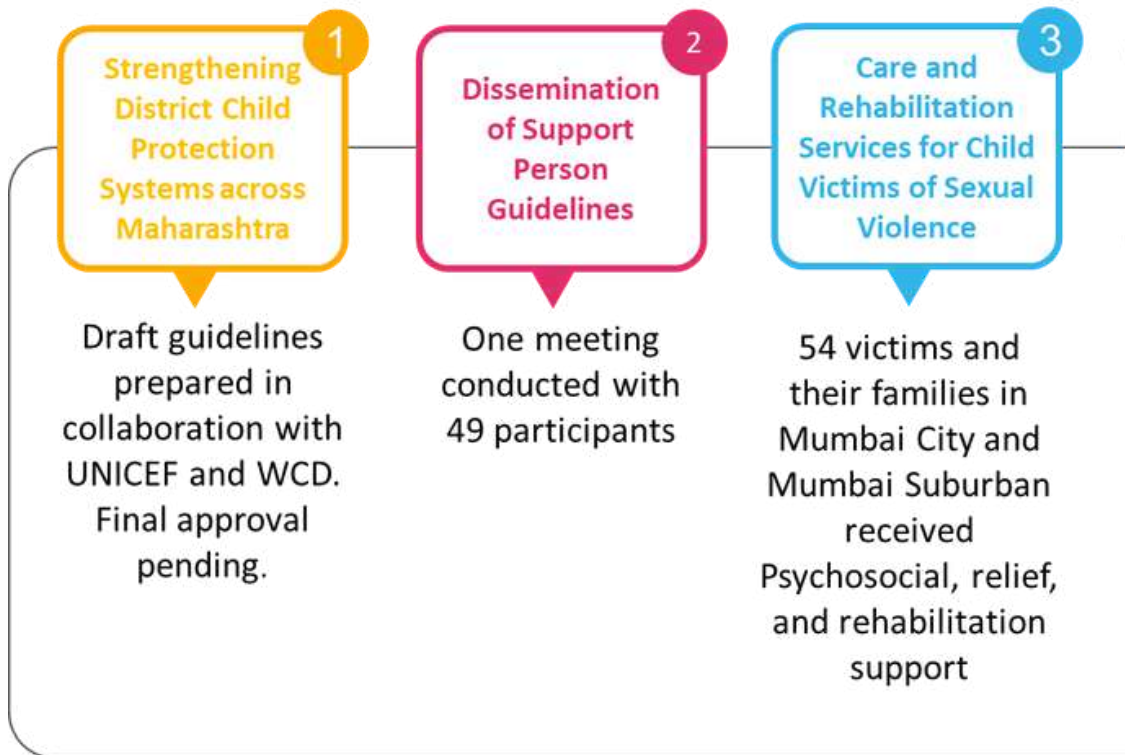 1
Strengthening
District Child
Protection
Systems across
Maharashtra
Draft guidelines
prepared in
collaboration with
UNICEF and WCD.
Final approval
pending.
2
Dissemination
of Support
Person
Guidelines
One meeting
conducted with
49 participants
3
Care and
Rehabilitation
Services for Child
Victims of Sexual
Violence
54 victims and
their families in
Mumbai City and
Mumbai Suburban
received
Psychosocial, relief,
and rehabilitation
support